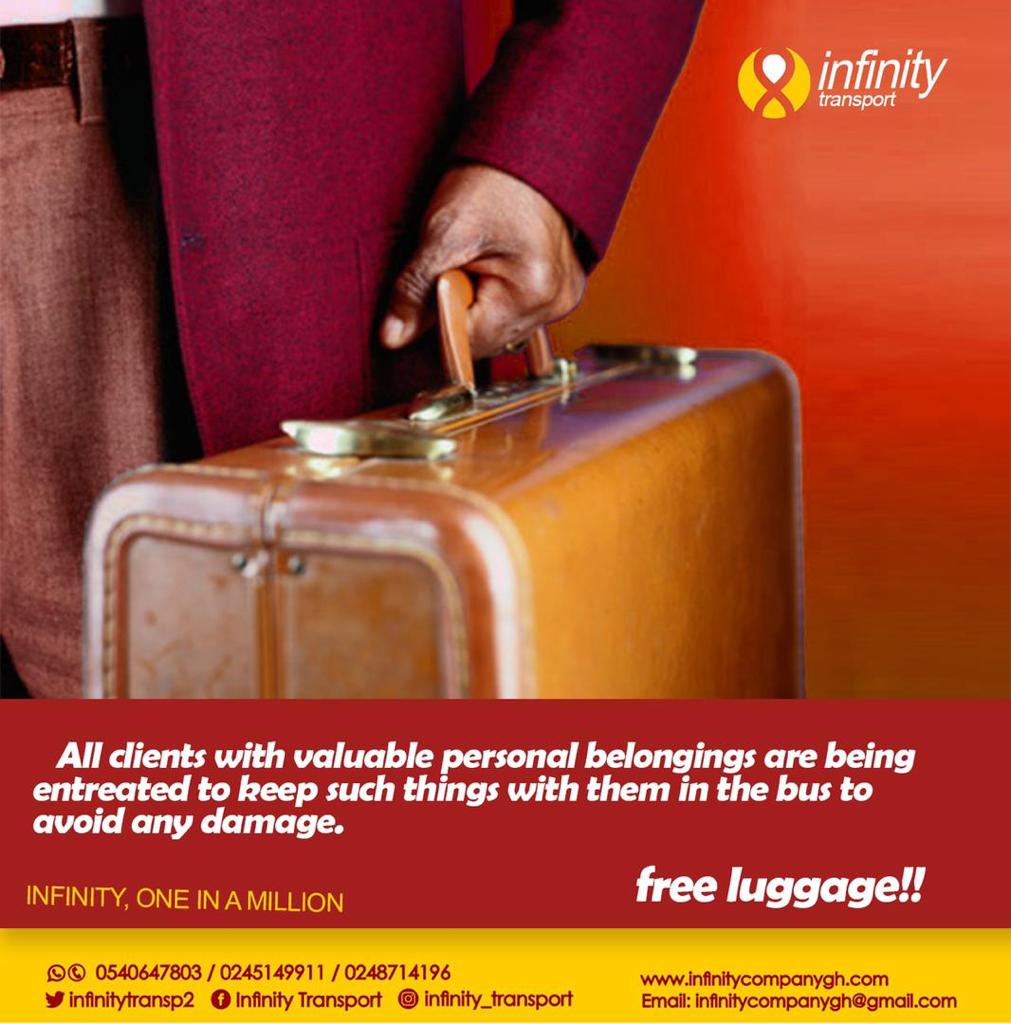 infinity
transport
All clients with valuable personal belongings are being
entreated to keep such things with them in the bus to
avoid any damage.
free luggage!!
INFINITY, ONE IN A MILLION
0540647803 / 0245149911 / 0248714196
infinitytransp2 Infinity Transport infinity_transport
www.infinitycompanygh.com
Email: infinitycompanygh@gmail.com